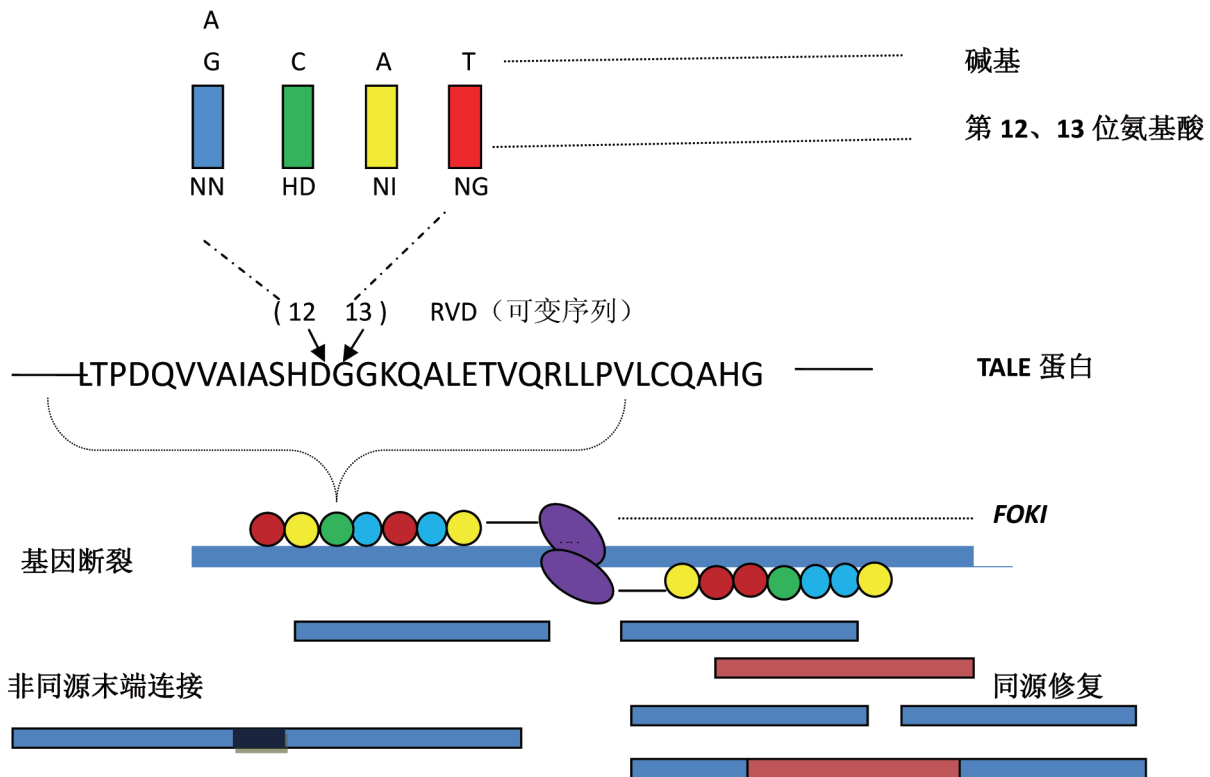 A
G C A T
碱基
第 12、13 位氨基酸
NN HD NI NG
( 12 13 ) RVD（可变序列）
LTPDQVVAIASHDGGKQALETVQRLLPVLCQAHG
TALE 蛋白
FOKI
基因断裂
非同源末端连接
同源修复